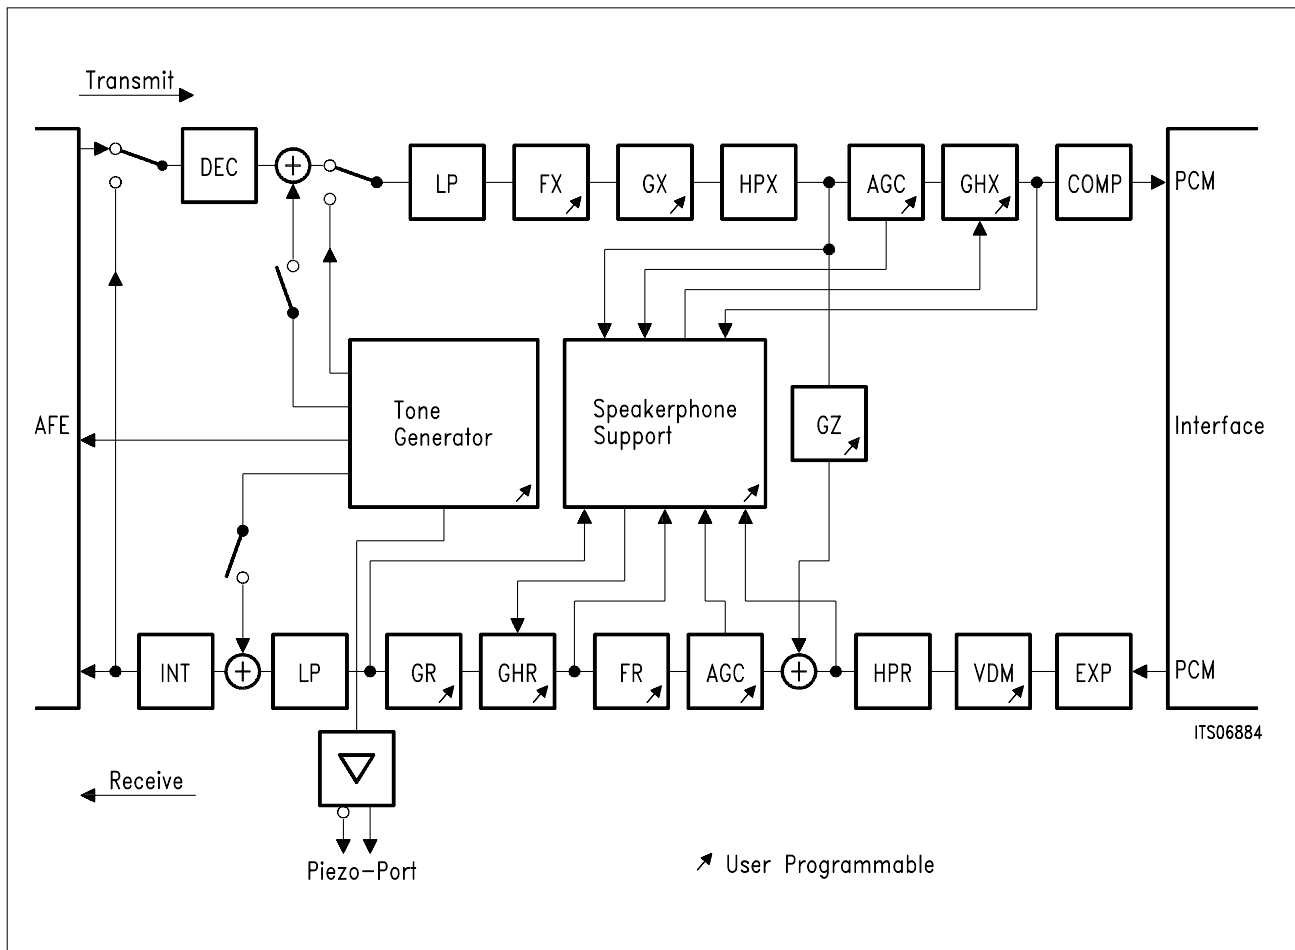 Transmit
DEC
LP
FX
GX
HPX
AGC
GHX
COMP
PCM
AFE
Tone
Generator
Speakerphone
Support
GZ
Interface
INT
LP
GR
GHR
FR
AGC
HPR
VDM
EXP
PCM
ITS06884
Receive
Piezo-Port
User Programmable